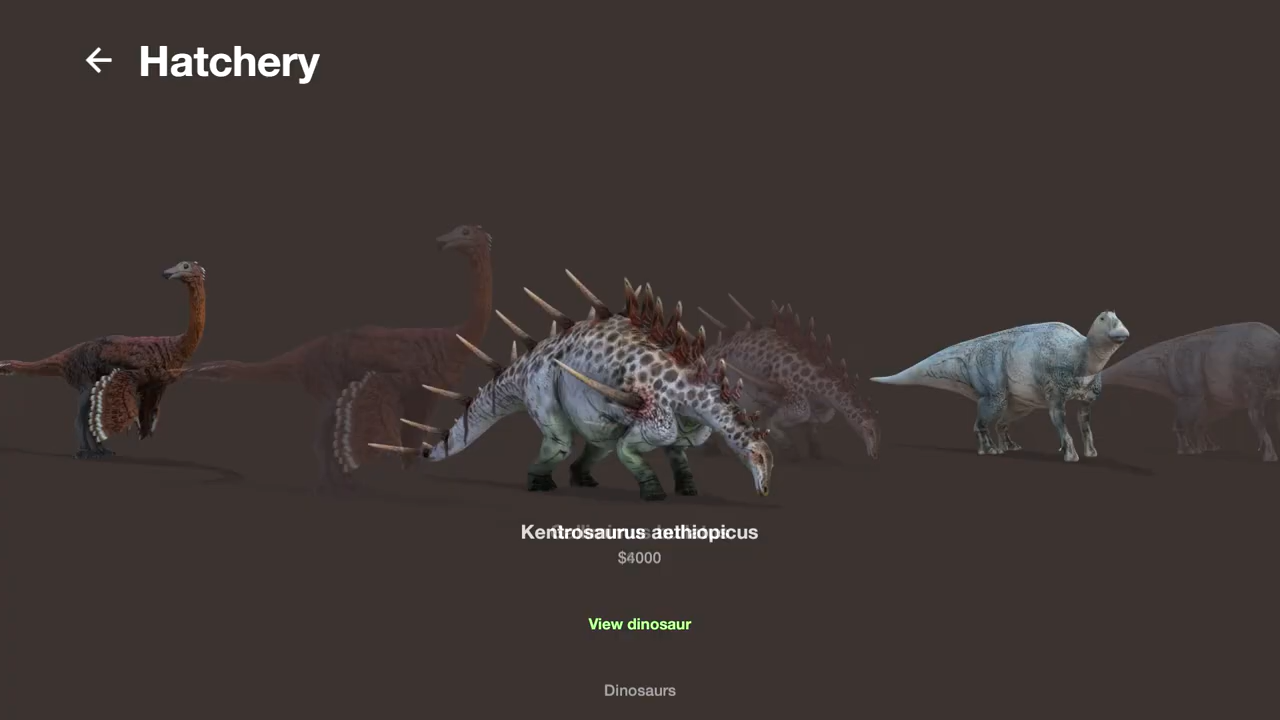 Hatchery
Kentrosaurus aethiopicus
$4000
View dinosaur
Dinosaurs